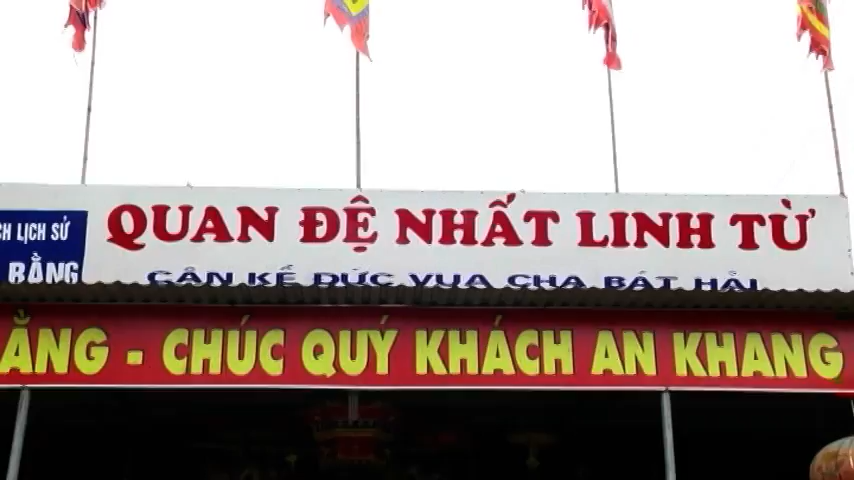 CH LỊCH SỬ
BẰNG
QUAN ĐỆ NHẤT LINH TỪ
CẬN KỀ ĐỨC VUA CHA BÁT HẢI
ẰNG - CHÚC QUÝ KHÁCH AN KHANG